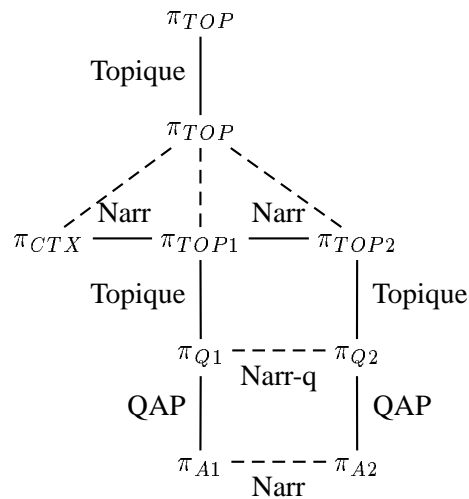 π_TOP
Topique
π_TOP
Narr Narr
π_CTX π_TOP1 π_TOP2
Topique Topique
π_Q1 π_Q2
Narr-q
QAP QAP
π_A1 π_A2
Narr